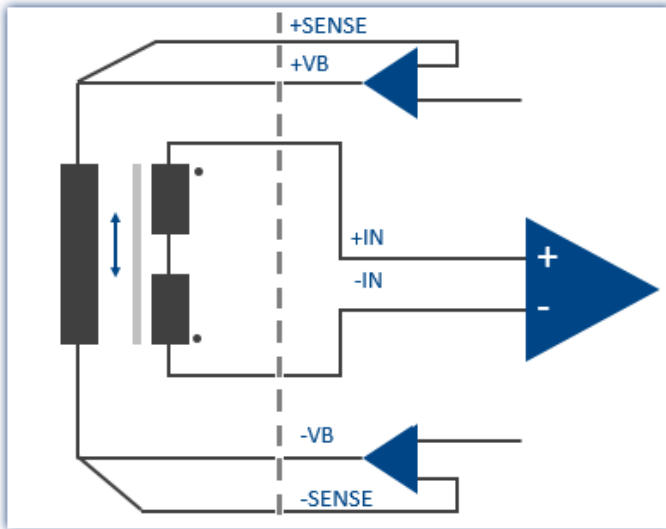 +SENSE
+VB
+IN
+
-IN
-
-VB
-SENSE